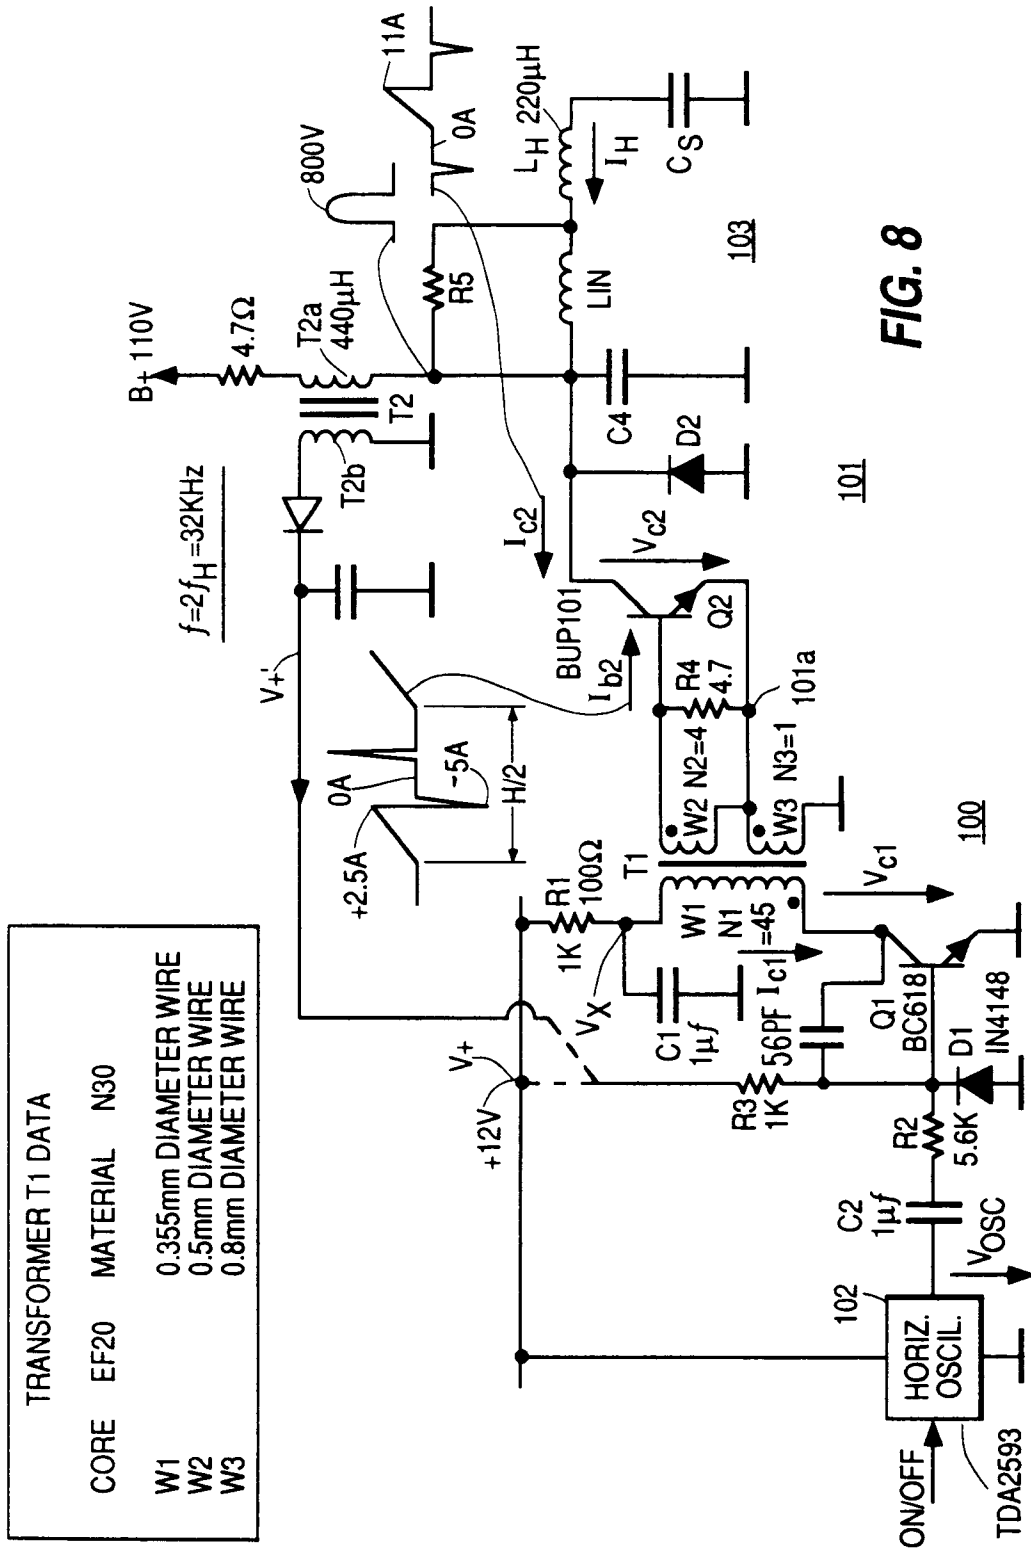 TRANSFORMER T1 DATA
CORE EF20 MATERIAL N30
W1 0.355mm DIAMETER WIRE
W2 0.5mm DIAMETER WIRE
W3 0.8mm DIAMETER WIRE
f=2fH=32KHz
B+ 110V
4.7Ω
T2a
440µH
T2
T2b
800V
11A
0A
R5
LH 220µH
IH
CS
LIN
C4
D2
103
101
V+'
+2.5A
0A
-5A
H/2
Ic2
Vc2
BUP101
Q2
Ib2
R4
4.7
101a
N2=4
N3=1
W2
W3
T1
W1
N1
=45
Ic1
Vc1
100
R1
1K 100Ω
VX
C1
1µf
V+
+12V
56PF
R3
1K
Q1
BC618
D1
IN4148
R2
5.6K
C2
1µf
VOSC
102
HORIZ.
OSCIL.
ON/OFF
TDA2593
FIG. 8